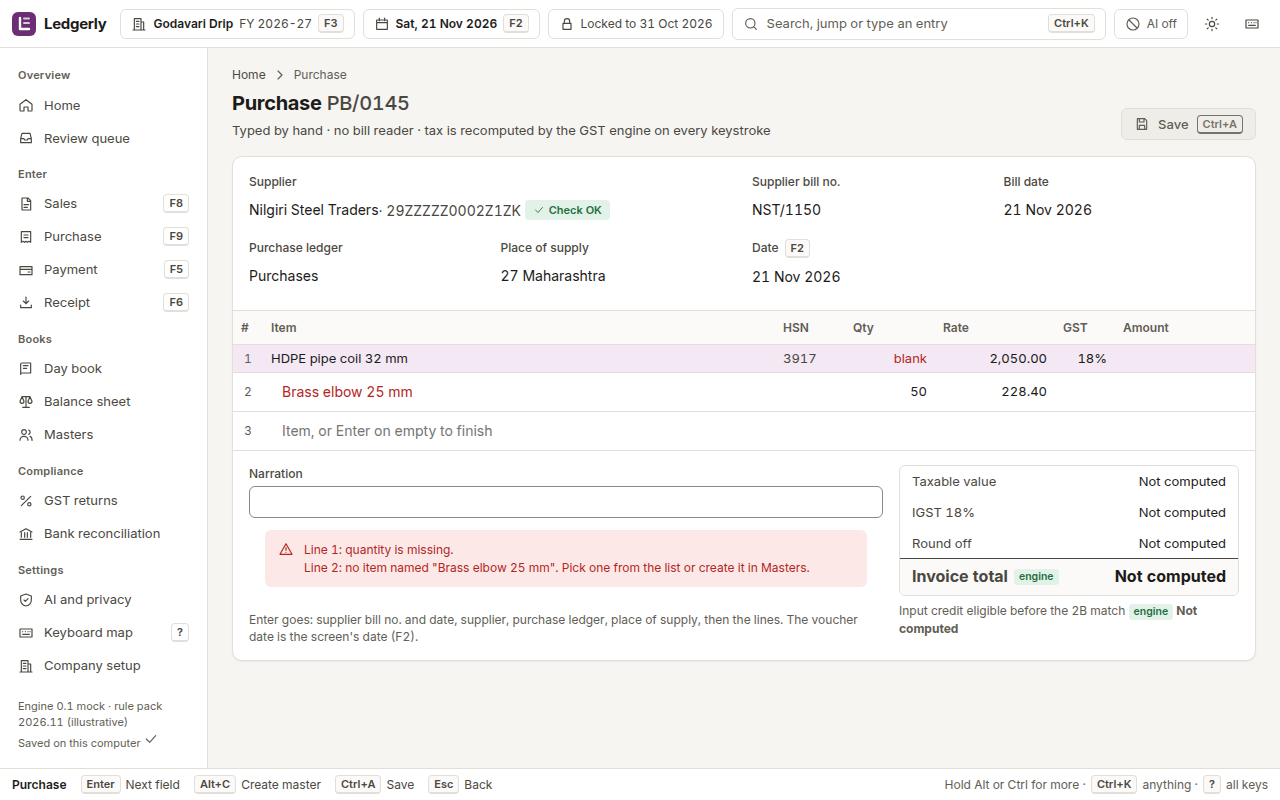 Ledgerly
Godavari Drip FY 2026-27 F3
Sat, 21 Nov 2026 F2
Locked to 31 Oct 2026
Search, jump or type an entry Ctrl+K
AI off
Overview
Home
Review queue
Enter
Sales F8
Purchase F9
Payment F5
Receipt F6
Books
Day book
Balance sheet
Masters
Compliance
GST returns
Bank reconciliation
Settings
AI and privacy
Keyboard map ?
Company setup
Engine 0.1 mock · rule pack
2026.11 (illustrative)
Saved on this computer
Home Purchase
Purchase PB/0145
Typed by hand · no bill reader · tax is recomputed by the GST engine on every keystroke
Save Ctrl+A
Supplier Supplier bill no. Bill date
Nilgiri Steel Traders · 29ZZZZZ0002Z1ZK Check OK NST/1150 21 Nov 2026
Purchase ledger Place of supply Date F2
Purchases 27 Maharashtra 21 Nov 2026
# Item HSN Qty Rate GST Amount
1 HDPE pipe coil 32 mm 3917 blank 2,050.00 18%
2 Brass elbow 25 mm 50 228.40
3 Item, or Enter on empty to finish
Narration
Line 1: quantity is missing.
Line 2: no item named "Brass elbow 25 mm". Pick one from the list or create it in Masters.
Enter goes: supplier bill no. and date, supplier, purchase ledger, place of supply, then the lines. The voucher
date is the screen's date (F2).
Taxable value Not computed
IGST 18% Not computed
Round off Not computed
Invoice total engine Not computed
Input credit eligible before the 2B match engine Not
computed
Purchase Enter Next field Alt+C Create master Ctrl+A Save Esc Back
Hold Alt or Ctrl for more · Ctrl+K anything · ? all keys